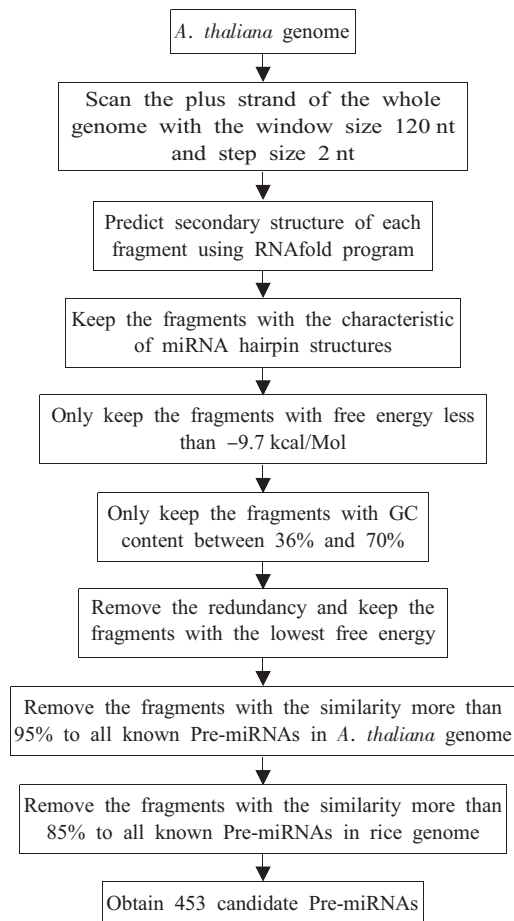 A. thaliana genome
Scan the plus strand of the whole
genome with the window size 120 nt
and step size 2 nt
Predict secondary structure of each
fragment using RNAfold program
Keep the fragments with the characteristic
of miRNA hairpin structures
Only keep the fragments with free energy less
than –9.7 kcal/Mol
Only keep the fragments with GC
content between 36% and 70%
Remove the redundancy and keep the
fragments with the lowest free energy
Remove the fragments with the similarity more than
95% to all known Pre-miRNAs in A. thaliana genome
Remove the fragments with the similarity more than
85% to all known Pre-miRNAs in rice genome
Obtain 453 candidate Pre-miRNAs